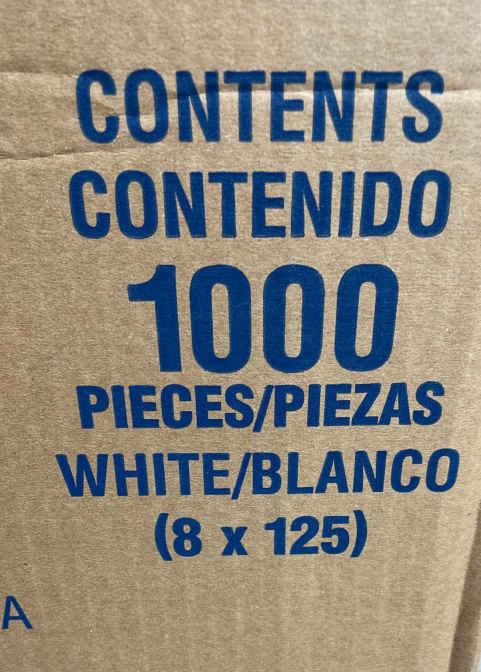 CONTENTS
CONTENIDO
1000
PIECES/PIEZAS
WHITE/BLANCO
(8 x 125)
A